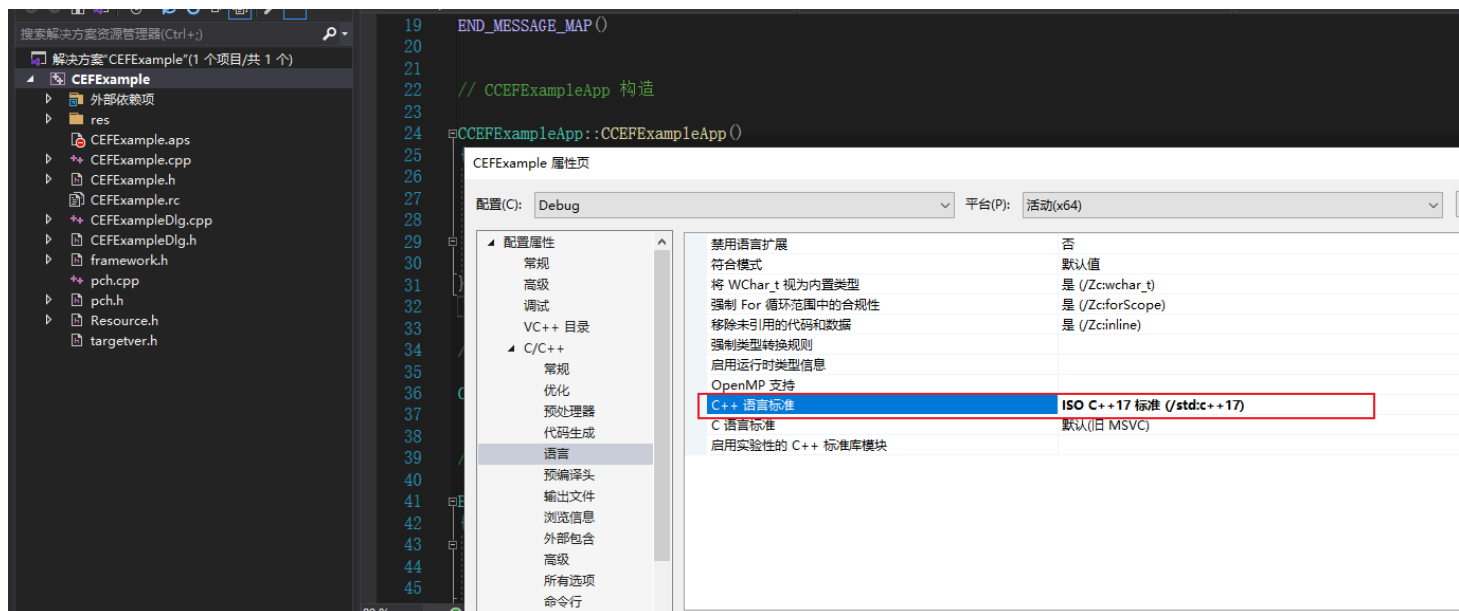 搜索解决方案资源管理器(Ctrl+;)
解决方案"CEFExample"(1 个项目/共 1 个)
CEFExample
外部依赖项
res
CEFExample.aps
CEFExample.cpp
CEFExample.h
CEFExample.rc
CEFExampleDlg.cpp
CEFExampleDlg.h
framework.h
pch.cpp
pch.h
Resource.h
targetver.h
19 END_MESSAGE_MAP()
20
21
22 // CCEFExampleApp 构造
23
24 CCEFExampleApp::CCEFExampleApp()
25
26
27
28
29
30
31 }
32
33
34 /
35
36 C
37
38
39 /
40
41
42
43
44
45
CEFExample 属性页
配置(C): Debug 平台(P): 活动(x64)
配置属性
常规
高级
调试
VC++ 目录
C/C++
常规
优化
预处理器
代码生成
语言
预编译头
输出文件
浏览信息
外部包含
高级
所有选项
命令行
禁用语言扩展 否
符合模式 默认值
将 WChar_t 视为内置类型 是 (/Zc:wchar_t)
强制 For 循环范围中的合规性 是 (/Zc:forScope)
移除未引用的代码和数据 是 (/Zc:inline)
强制类型转换规则
启用运行时类型信息
OpenMP 支持
C++ 语言标准 ISO C++17 标准 (/std:c++17)
C 语言标准 默认(旧 MSVC)
启用实验性的 C++ 标准库模块